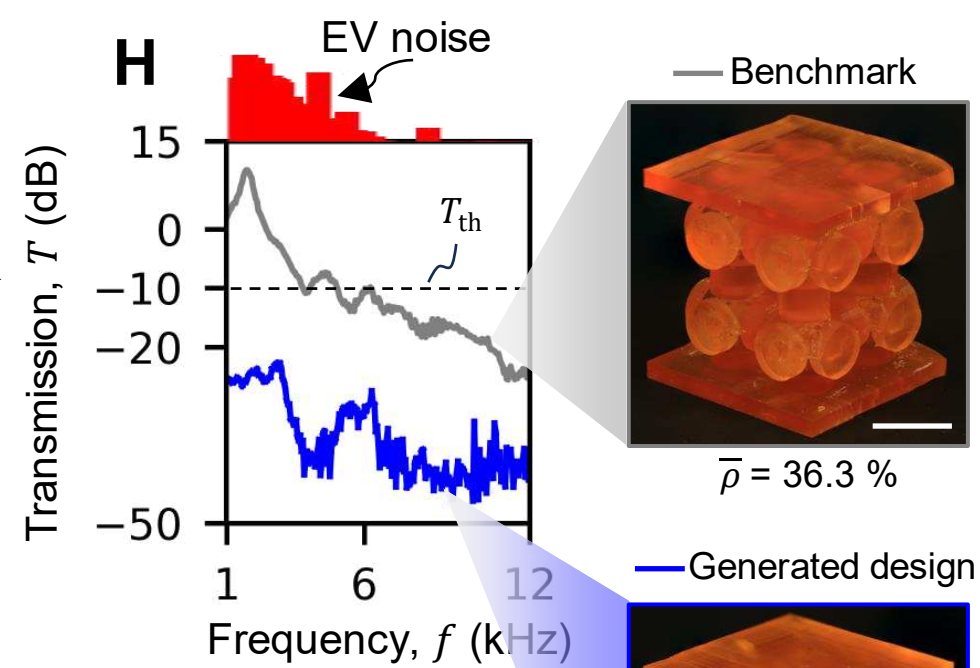 H
EV noise
Benchmark
15
0
−10
−20
−50
Transmission, T (dB)
T_th
1
6
12
Frequency, f (kHz)
ρ̅ = 36.3 %
Generated design